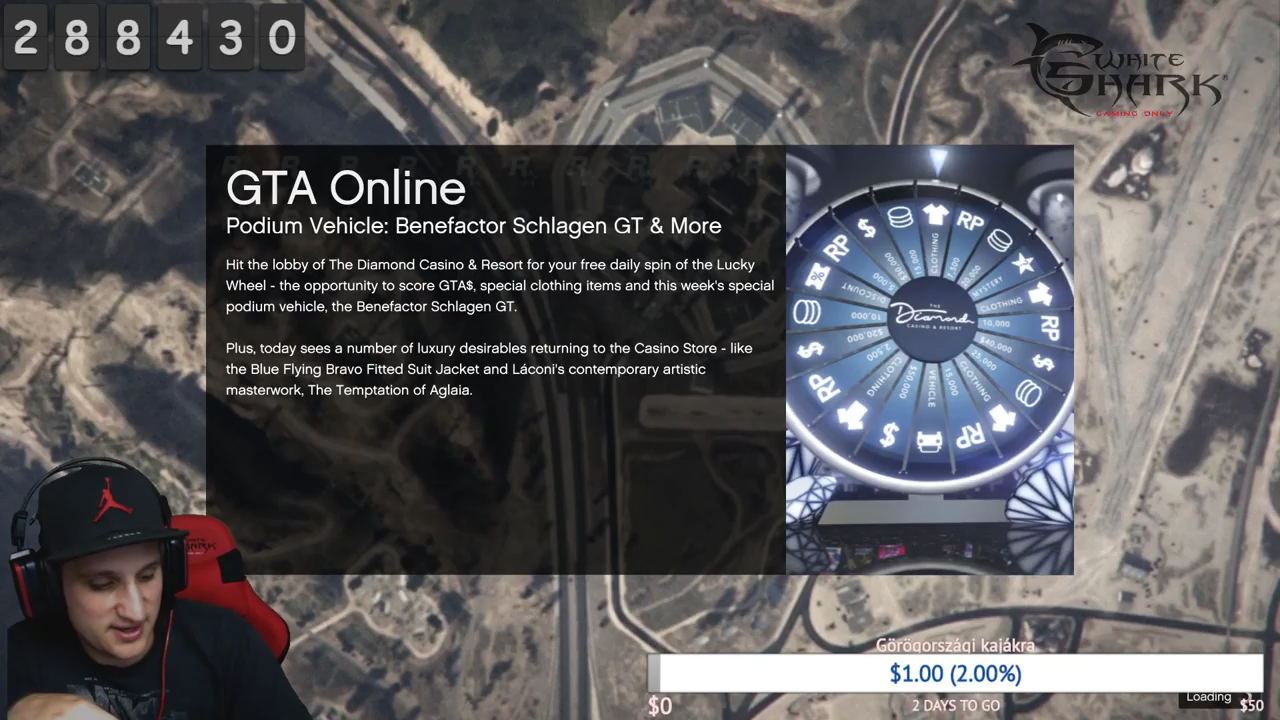 288430
WHITE
SHARK
GAMING ONLY
GTA Online
Podium Vehicle: Benefactor Schlagen GT & More
Hit the lobby of The Diamond Casino & Resort for your free daily spin of the Lucky
Wheel - the opportunity to score GTA$, special clothing items and this week's special
podium vehicle, the Benefactor Schlagen GT.
Plus, today sees a number of luxury desirables returning to the Casino Store - like
the Blue Flying Bravo Fitted Suit Jacket and Láconi's contemporary artistic
masterwork, The Temptation of Aglaia.
THE
Diamond
CASINO & RESORT
CLOTHING
RP
MYSTERY
CLOTHING
RP
10,000
$
$40,000
25,000
CLOTHING
RP
15,000
VEHICLE
$
$50,000
CLOTHING
RP
2,500
$
$20,000
10,000
DISCOUNT
RP
$
Görögországi kajákra
$1.00 (2.00%)
$0
2 DAYS TO GO
Loading
$50